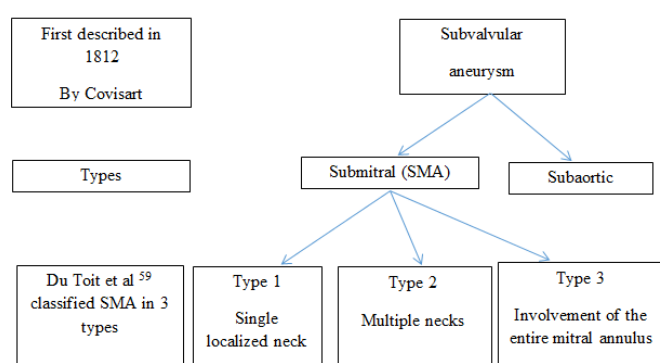 First described in
1812
By Covisart
Subvalvular
aneurysm
Types
Submitral (SMA)
Subaortic
Du Toit et al 59
classified SMA in 3
types
Type 1
Single
localized neck
Type 2
Multiple necks
Type 3
Involvement of the
entire mitral annulus